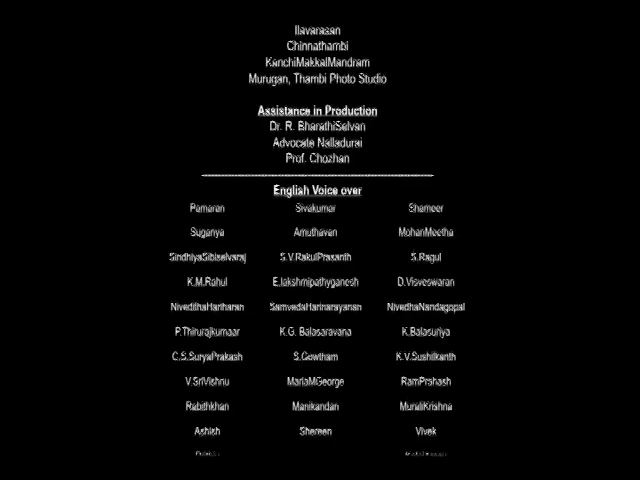 Ilavarasan
Chinnathambi
KanchiMakkalMandram
Murugan, Thambi Photo Studio
Assistance in Production
Dr. R. BharathiSelvan
Advocate Nalladurai
Prof. Chozhan
English Voice over
Pamaran Sivakumar Shameer
Suganya Amuthavan MohanMeetha
SindhiyaSibiselvaraj S.V.RakulPrasanth S.Ragul
K.M.Rahul E.lakshmipathyganesh D.Visveswaran
NivedithaHariharan SamvedaHarinarayanan NivedhaNandagopal
P.Thirurajkumaar K.G. Balasaravana K.Balasuriya
C.S.SuryaPrakash S.Gowtham K.V.Sushilkanth
V.SriVishnu MariaMGeorge RamPrahash
Rabithkhan Manikandan MuraliKrishna
Ashish Shereen Vivek